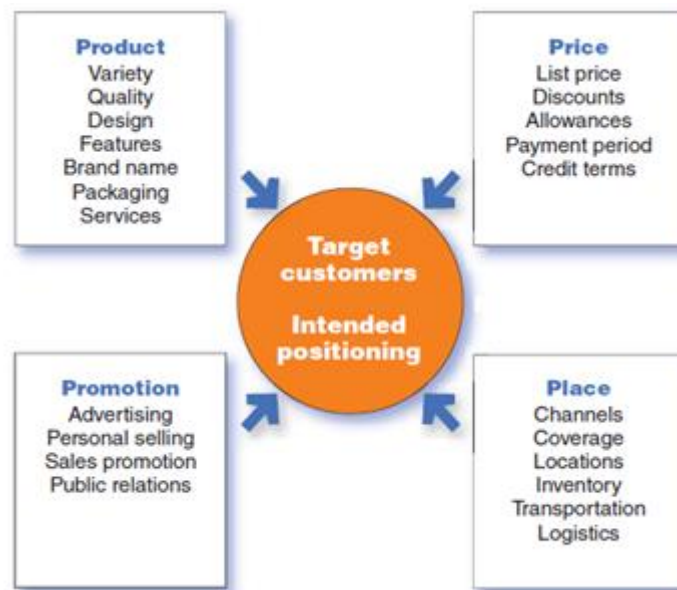 Product
Variety
Quality
Design
Features
Brand name
Packaging
Services
Price
List price
Discounts
Allowances
Payment period
Credit terms
Target
customers
Intended
positioning
Promotion
Advertising
Personal selling
Sales promotion
Public relations
Place
Channels
Coverage
Locations
Inventory
Transportation
Logistics